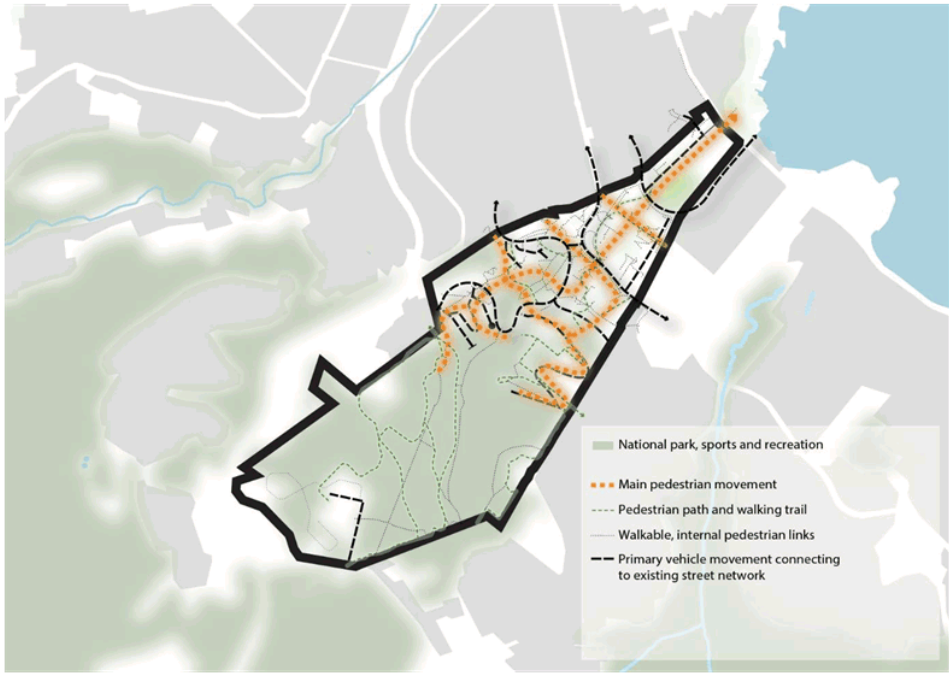 National park, sports and recreation
Main pedestrian movement
Pedestrian path and walking trail
Walkable, internal pedestrian links
Primary vehicle movement connecting
to existing street network